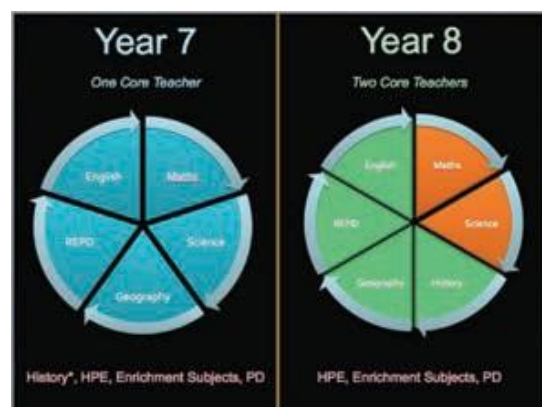 Year 7
One Core Teacher
English
Maths
REPD
Science
Geography
History*, HPE, Enrichment Subjects, PD
Year 8
Two Core Teachers
English
Maths
REPD
Science
Geography
History
HPE, Enrichment Subjects, PD